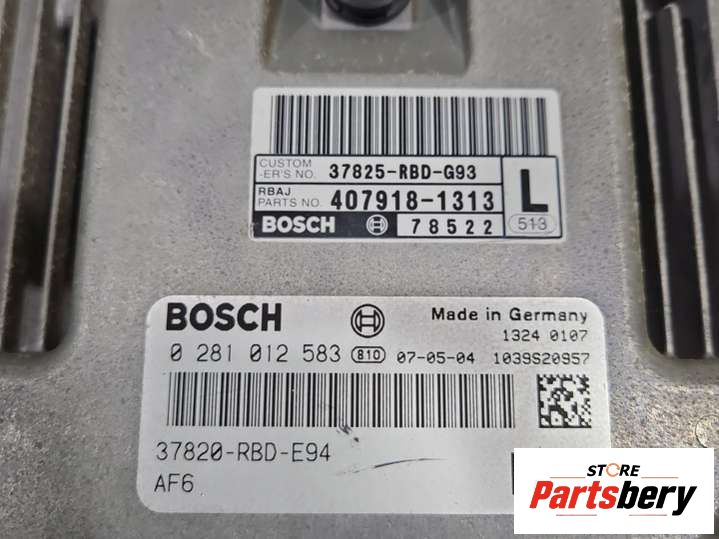 CUSTOM
-ER'S NO. 37825-RBD-G93
RBAJ
PARTS NO. 407918-1313
L
BOSCH 78522 513
BOSCH Made in Germany
1324 0107
0 281 012 583 810 07-05-04 1039S20957
37820-RBD-E94
AF6
STORE
Partsbery